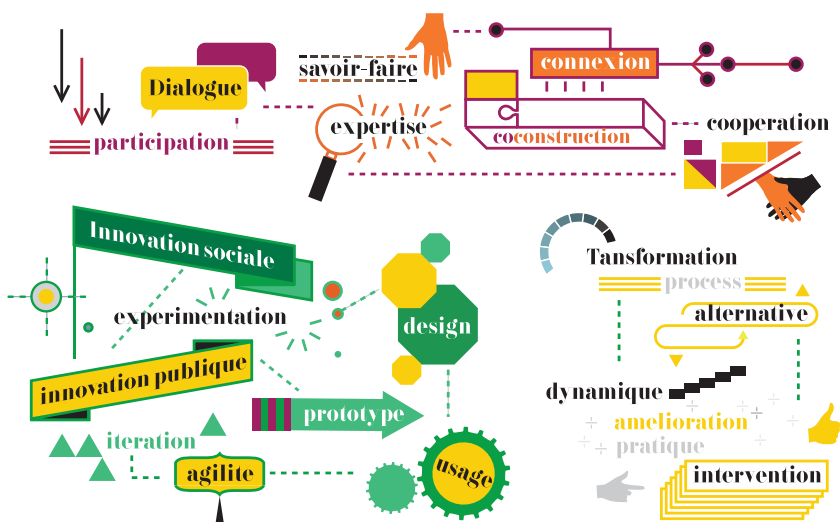 Dialogue
participation
savoir-faire
expertise
connexion
coconstruction
cooperation
Innovation sociale
experimentation
innovation publique
design
prototype
iteration
agilite
usage
Tansformation
process
alternative
dynamique
amelioration
pratique
intervention